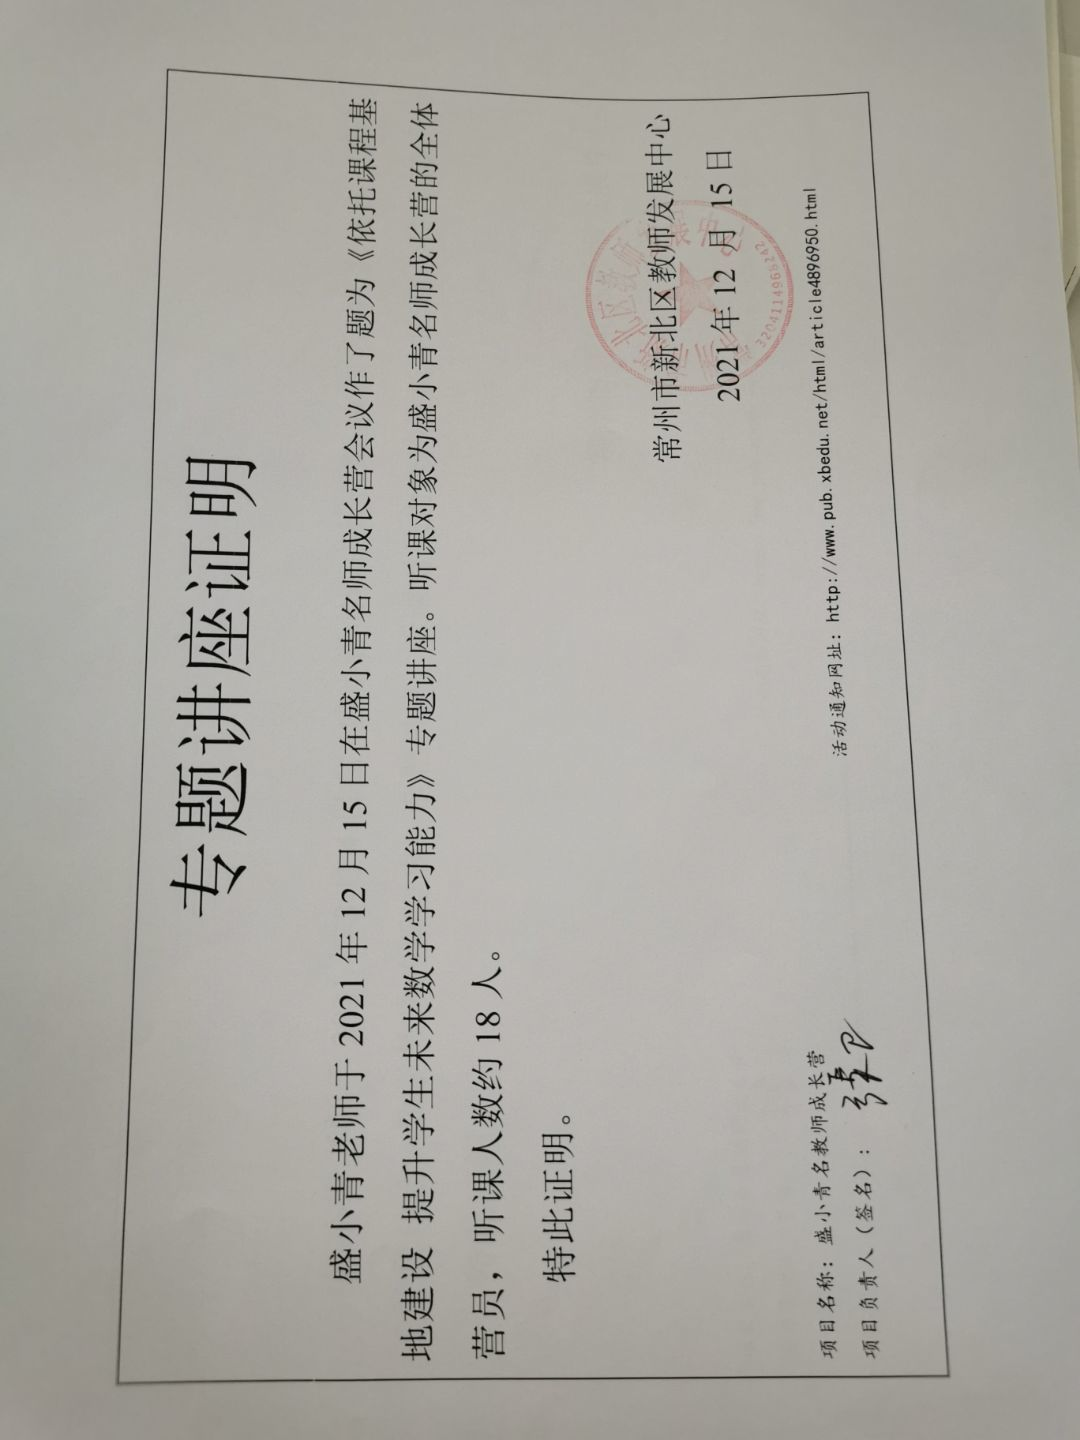 专题讲座证明
盛小青老师于 2021 年 12 月 15 日在盛小青名师成长营会议作了题为《依托课程基
地建设 提升学生未来数学学习能力》专题讲座。听课对象为盛小青名师成长营的全体
营员，听课人数约 18 人。
特此证明。
常州市新北区教师发展中心
2021 年 12 月 15 日
3204114966242
项目名称：盛小青名教师成长营
项目负责人（签名）：
活动通知网址：http://www.pub.xbedu.net/html/article4896950.html